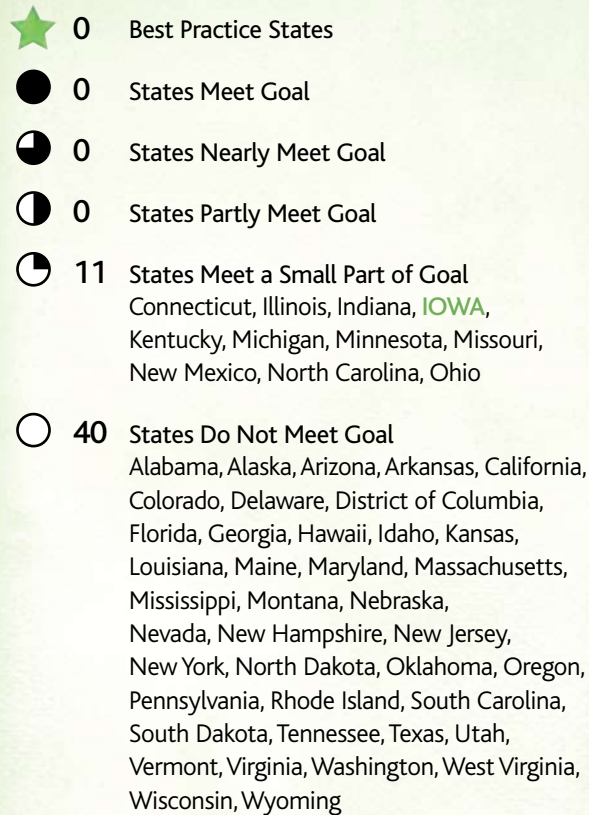 0 Best Practice States
0 States Meet Goal
0 States Nearly Meet Goal
0 States Partly Meet Goal
11 States Meet a Small Part of Goal
Connecticut, Illinois, Indiana, IOWA,
Kentucky, Michigan, Minnesota, Missouri,
New Mexico, North Carolina, Ohio
40 States Do Not Meet Goal
Alabama, Alaska, Arizona, Arkansas, California,
Colorado, Delaware, District of Columbia,
Florida, Georgia, Hawaii, Idaho, Kansas,
Louisiana, Maine, Maryland, Massachusetts,
Mississippi, Montana, Nebraska,
Nevada, New Hampshire, New Jersey,
New York, North Dakota, Oklahoma, Oregon,
Pennsylvania, Rhode Island, South Carolina,
South Dakota, Tennessee, Texas, Utah,
Vermont, Virginia, Washington, West Virginia,
Wisconsin, Wyoming